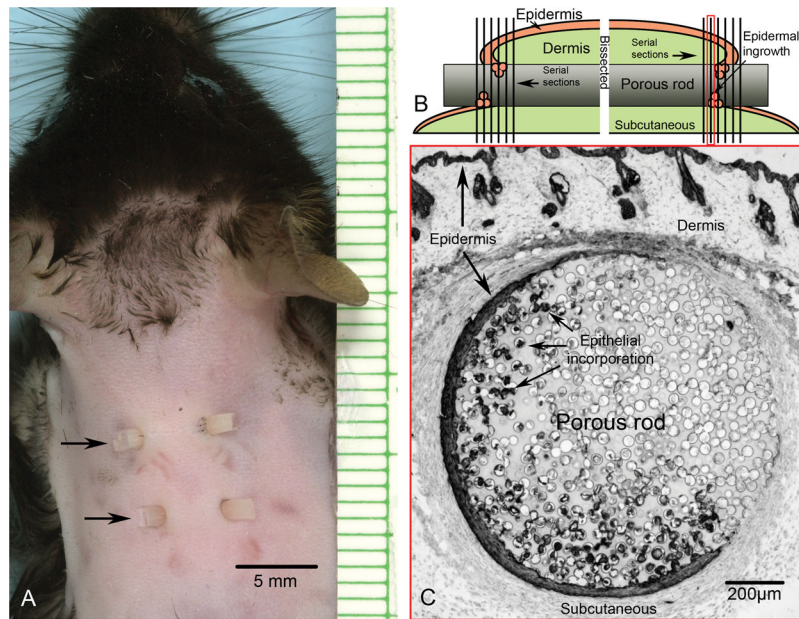 A
5 mm
Epidermis
Dermis
Bissected
Serial
sections
Epidermal
ingrowth
Serial
sections
Porous rod
B
Subcutaneous
Epidermis
Dermis
Epithelial
incorporation
Porous rod
C
Subcutaneous
200µm